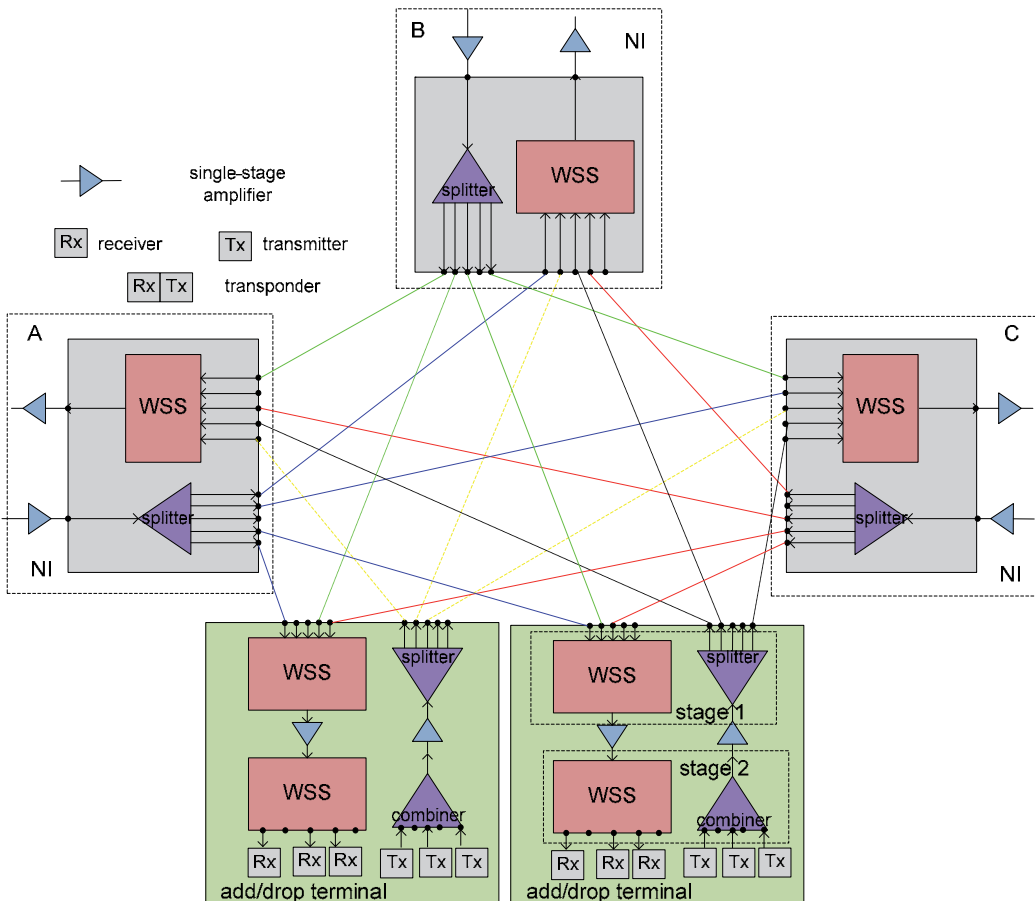 B
NI
splitter
WSS
single-stage
amplifier
Rx
receiver
Tx
transmitter
Rx
Tx
transponder
A
WSS
splitter
NI
C
WSS
splitter
NI
WSS
splitter
WSS
combiner
Rx
Rx
Rx
Tx
Tx
Tx
add/drop terminal
WSS
splitter
stage 1
stage 2
WSS
combiner
Rx
Rx
Rx
Tx
Tx
Tx
add/drop terminal